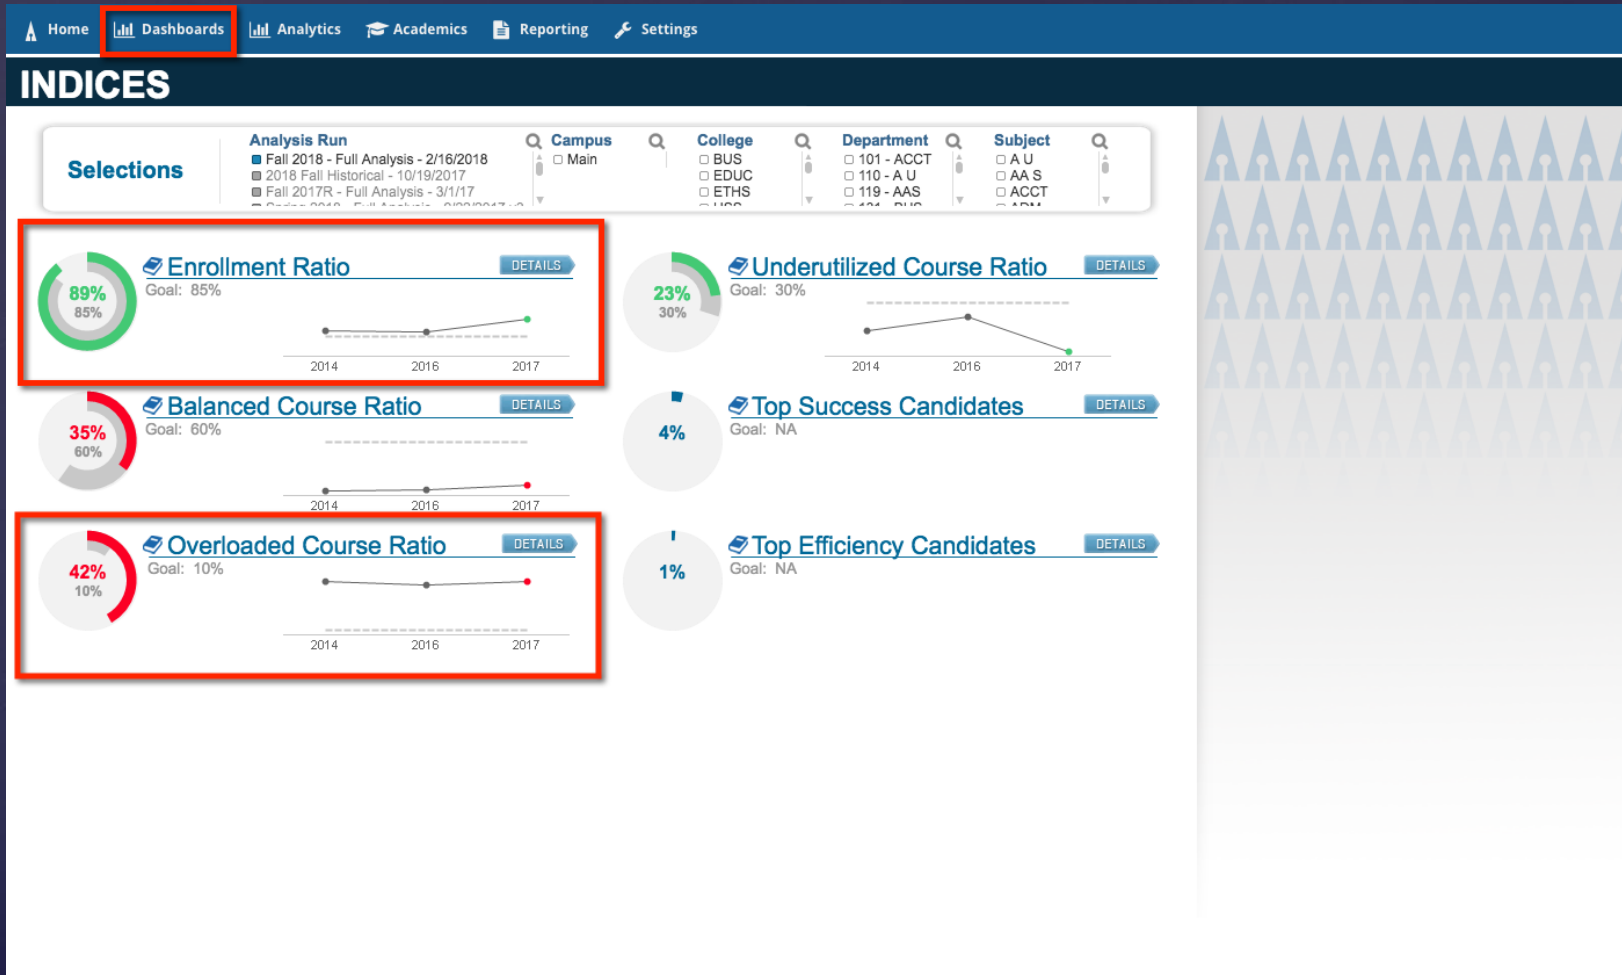 Home Dashboards Analytics Academics Reporting Settings
INDICES
Selections
Analysis Run
Fall 2018 - Full Analysis - 2/16/2018
2018 Fall Historical - 10/19/2017
Fall 2017R - Full Analysis - 3/1/17
Campus
Main
College
BUS
EDUC
ETHS
Department
101 - ACCT
110 - A U
119 - AAS
Subject
A U
AA S
ACCT
89%
85%
Enrollment Ratio
DETAILS
Goal: 85%
2014 2016 2017
23%
30%
Underutilized Course Ratio
DETAILS
Goal: 30%
2014 2016 2017
35%
60%
Balanced Course Ratio
DETAILS
Goal: 60%
2014 2016 2017
4%
Top Success Candidates
DETAILS
Goal: NA
42%
10%
Overloaded Course Ratio
DETAILS
Goal: 10%
2014 2016 2017
1%
Top Efficiency Candidates
DETAILS
Goal: NA